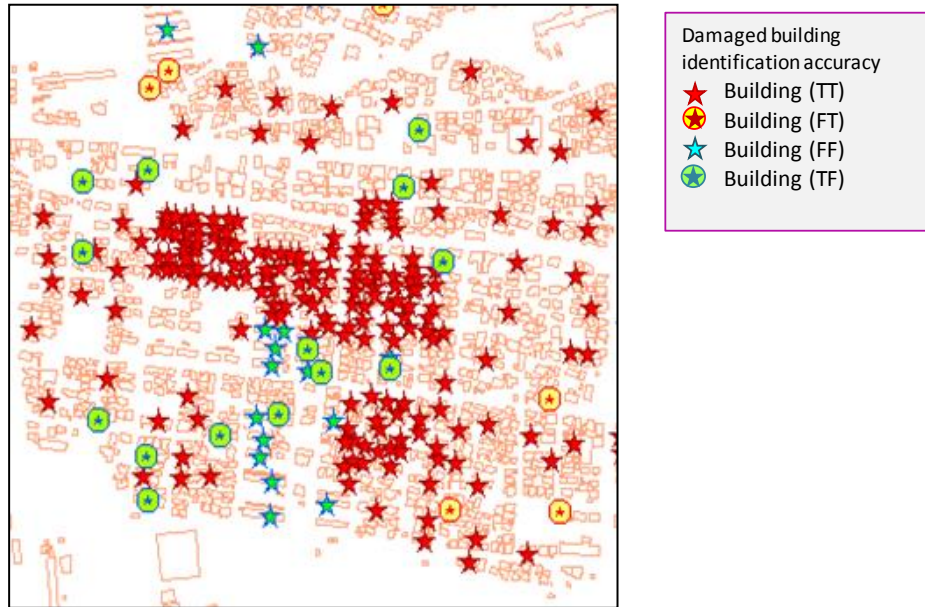 Damaged building
identification accuracy
Building (TT)
Building (FT)
Building (FF)
Building (TF)